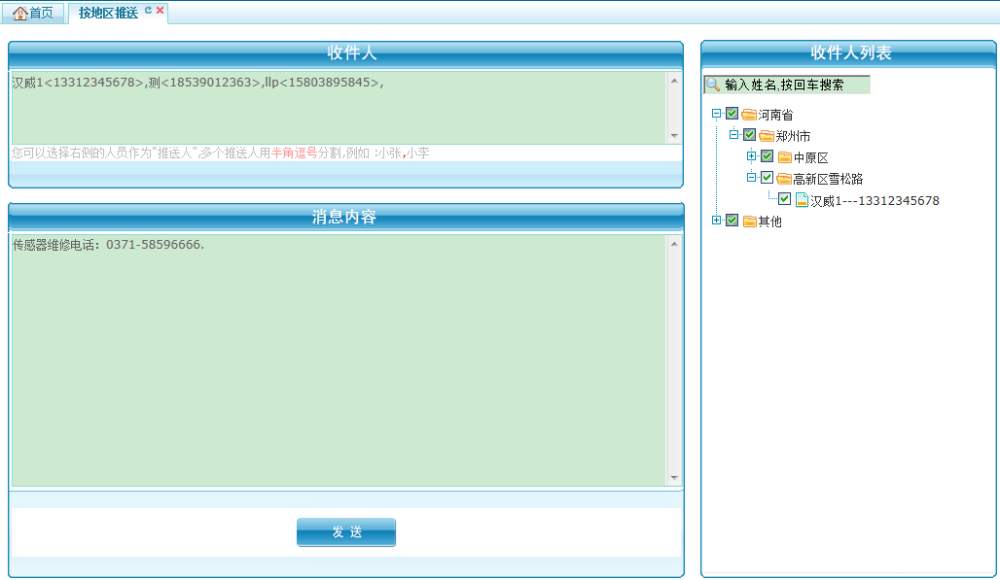 首页
按地区推送
收件人
汉威1<13312345678>,测<18539012363>,llp<15803895845>,
您可以选择右侧的人员作为"推送人",多个推送人用半角逗号分割,例如 :小张,小李
消息内容
传感器维修电话：0371-58596666.
发 送
收件人列表
输入姓名,按回车搜索
河南省
郑州市
中原区
高新区雪松路
汉威1---13312345678
其他